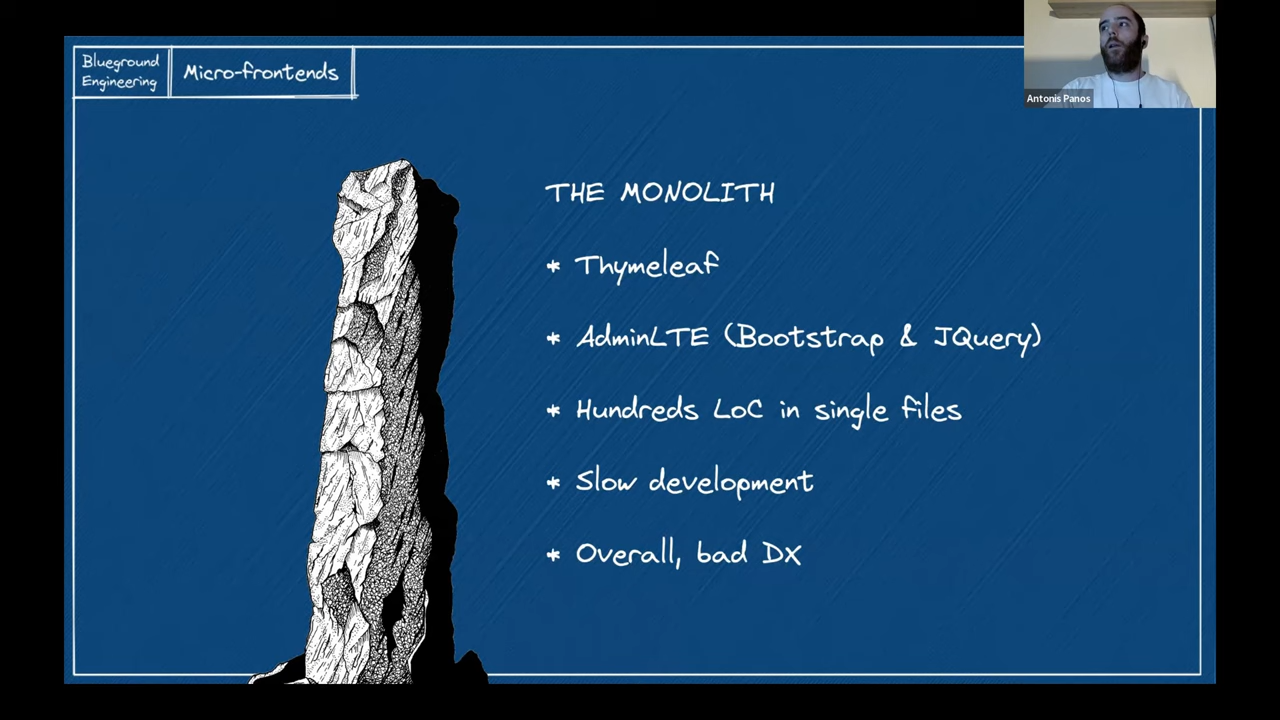 Blueground
Engineering
Micro-frontends
Antonis Panos
THE MONOLITH
* Thymeleaf
* AdminLTE (Bootstrap & JQuery)
* Hundreds LoC in single files
* Slow development
* Overall, bad DX